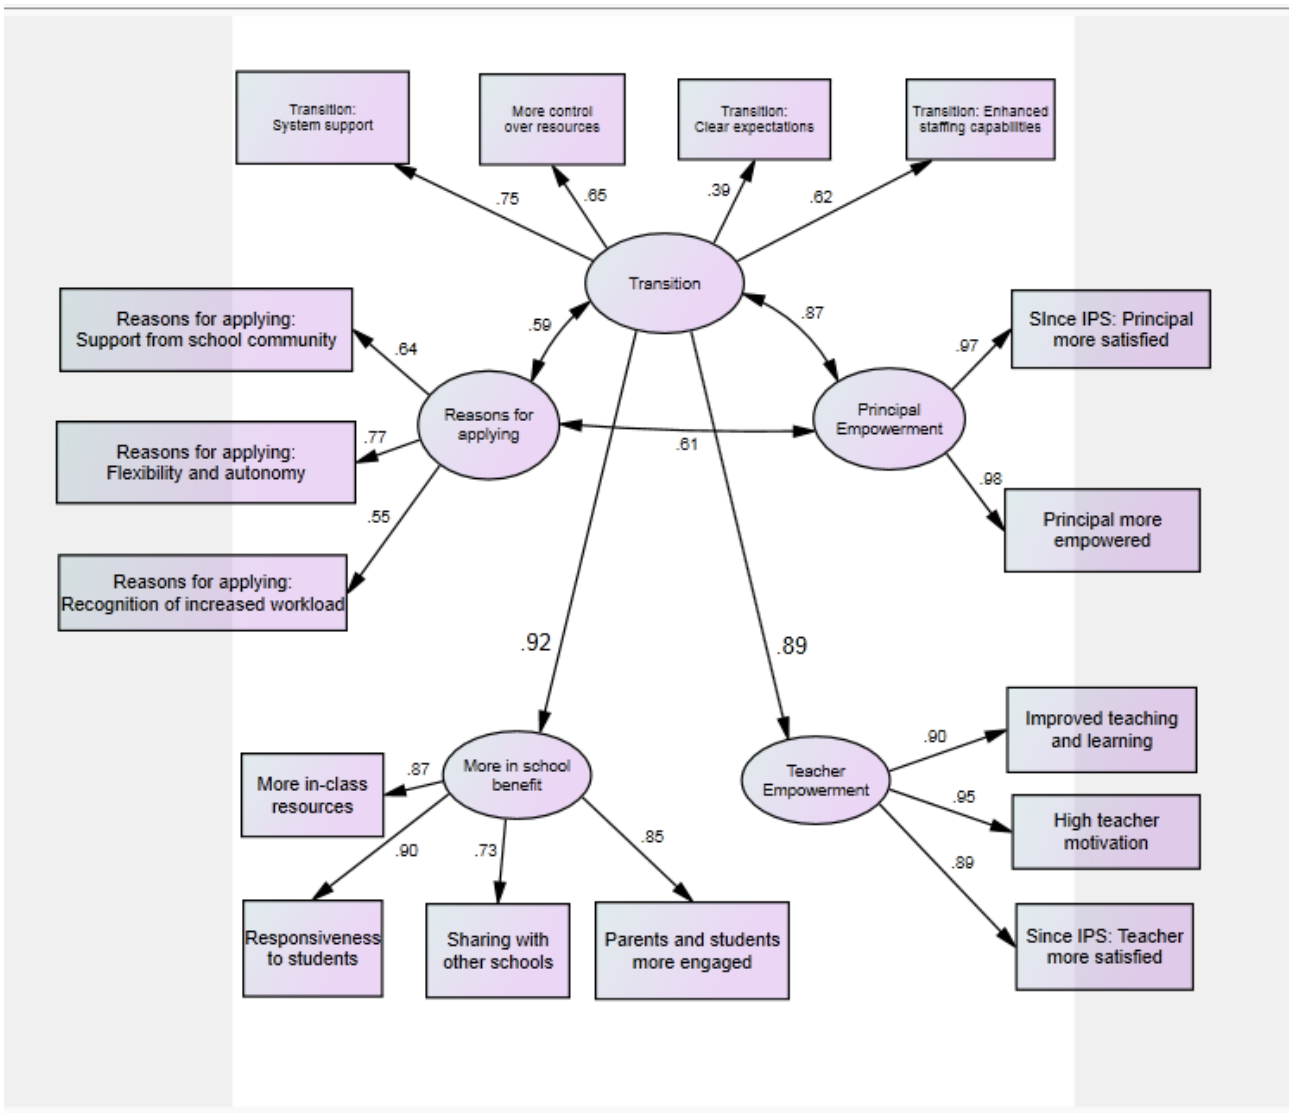 Transition:
System support
More control
over resources
Transition:
Clear expectations
Transition: Enhanced
staffing capabilities
.75
.65
.39
.62
Transition
Reasons for applying:
Support from school community
.59
.87
SInce IPS: Principal
more satisfied
.64
.97
Reasons for
applying
Principal
Empowerment
.77
.61
Reasons for applying:
Flexibility and autonomy
.98
.55
Principal more
empowered
Reasons for applying:
Recognition of increased workload
.92
.89
Improved teaching
and learning
.90
More in school
benefit
.87
Teacher
Empowerment
More in-class
resources
.95
High teacher
motivation
.90
.73
.85
.89
Responsiveness
to students
Sharing with
other schools
Parents and students
more engaged
Since IPS: Teacher
more satisfied